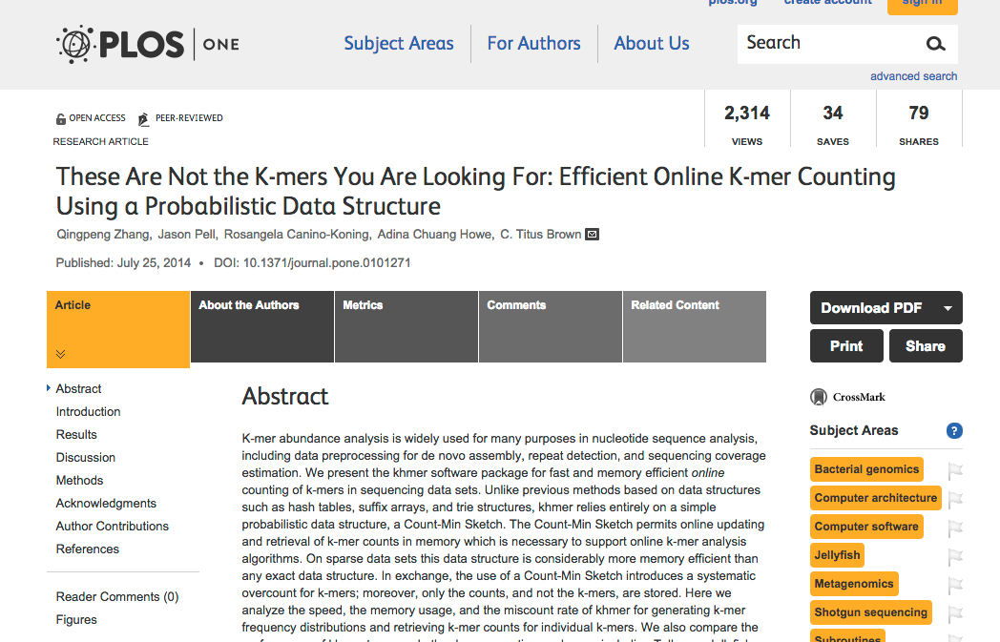 plos.org create account sign in
PLOS ONE
Subject Areas For Authors About Us
Search
advanced search
OPEN ACCESS PEER-REVIEWED
RESEARCH ARTICLE
2,314 34 79
VIEWS SAVES SHARES
These Are Not the K-mers You Are Looking For: Efficient Online K-mer Counting
Using a Probabilistic Data Structure
Qingpeng Zhang, Jason Pell, Rosangela Canino-Koning, Adina Chuang Howe, C. Titus Brown
Published: July 25, 2014 • DOI: 10.1371/journal.pone.0101271
Article About the Authors Metrics Comments Related Content
Download PDF
Print Share
Abstract
Introduction
Results
Discussion
Methods
Acknowledgments
Author Contributions
References
Reader Comments (0)
Figures
Abstract
K-mer abundance analysis is widely used for many purposes in nucleotide sequence analysis,
including data preprocessing for de novo assembly, repeat detection, and sequencing coverage
estimation. We present the khmer software package for fast and memory efficient online
counting of k-mers in sequencing data sets. Unlike previous methods based on data structures
such as hash tables, suffix arrays, and trie structures, khmer relies entirely on a simple
probabilistic data structure, a Count-Min Sketch. The Count-Min Sketch permits online updating
and retrieval of k-mer counts in memory which is necessary to support online k-mer analysis
algorithms. On sparse data sets this data structure is considerably more memory efficient than
any exact data structure. In exchange, the use of a Count-Min Sketch introduces a systematic
overcount for k-mers; moreover, only the counts, and not the k-mers, are stored. Here we
analyze the speed, the memory usage, and the miscount rate of khmer for generating k-mer
frequency distributions and retrieving k-mer counts for individual k-mers. We also compare the
CrossMark
Subject Areas ?
Bacterial genomics
Computer architecture
Computer software
Jellyfish
Metagenomics
Shotgun sequencing
Subroutines